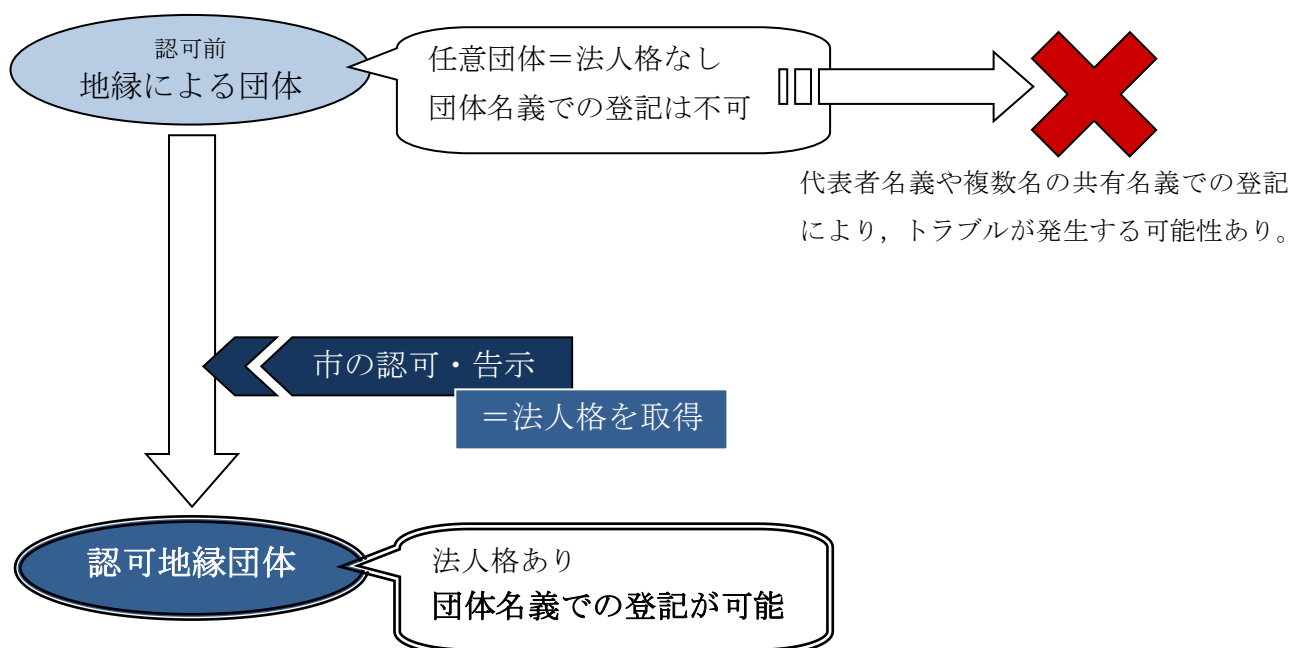 認可前
地縁による団体
任意団体＝法人格なし
団体名義での登記は不可
代表者名義や複数名の共有名義での登記
により，トラブルが発生する可能性あり。
市の認可・告示
＝法人格を取得
認可地縁団体
法人格あり
団体名義での登記が可能